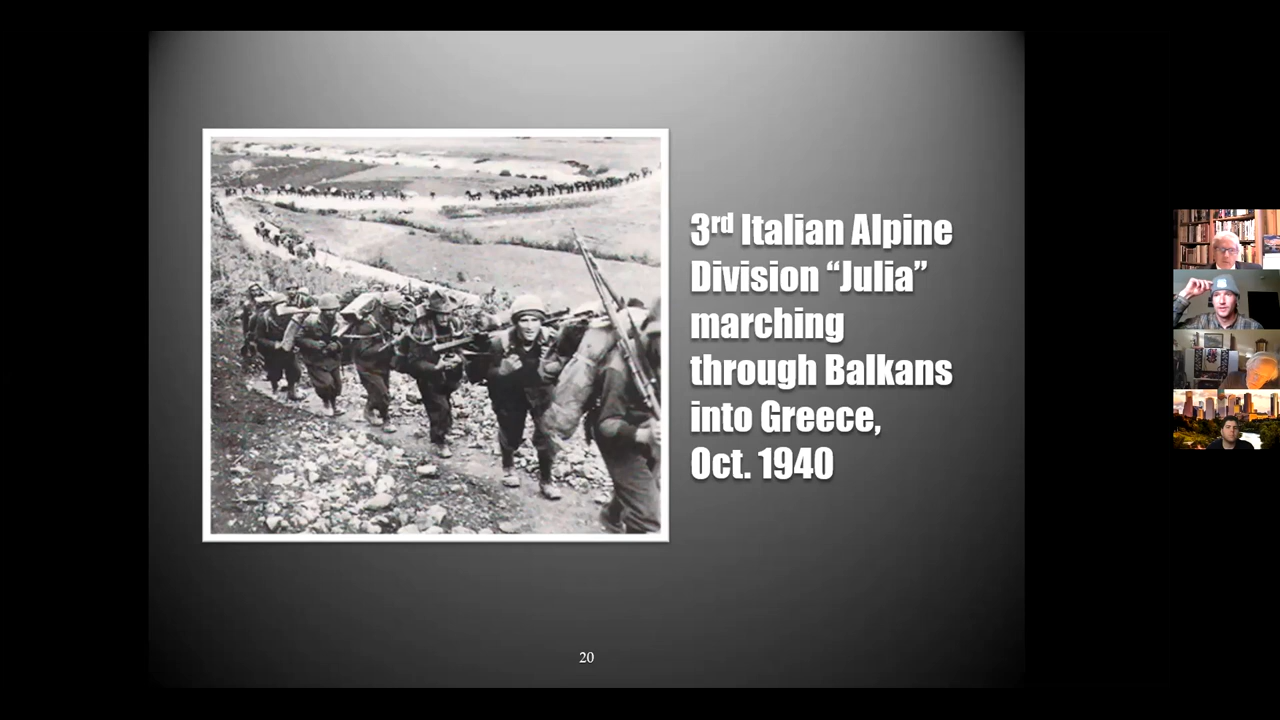 3rd Italian Alpine
Division “Julia”
marching
through Balkans
into Greece,
Oct. 1940
20